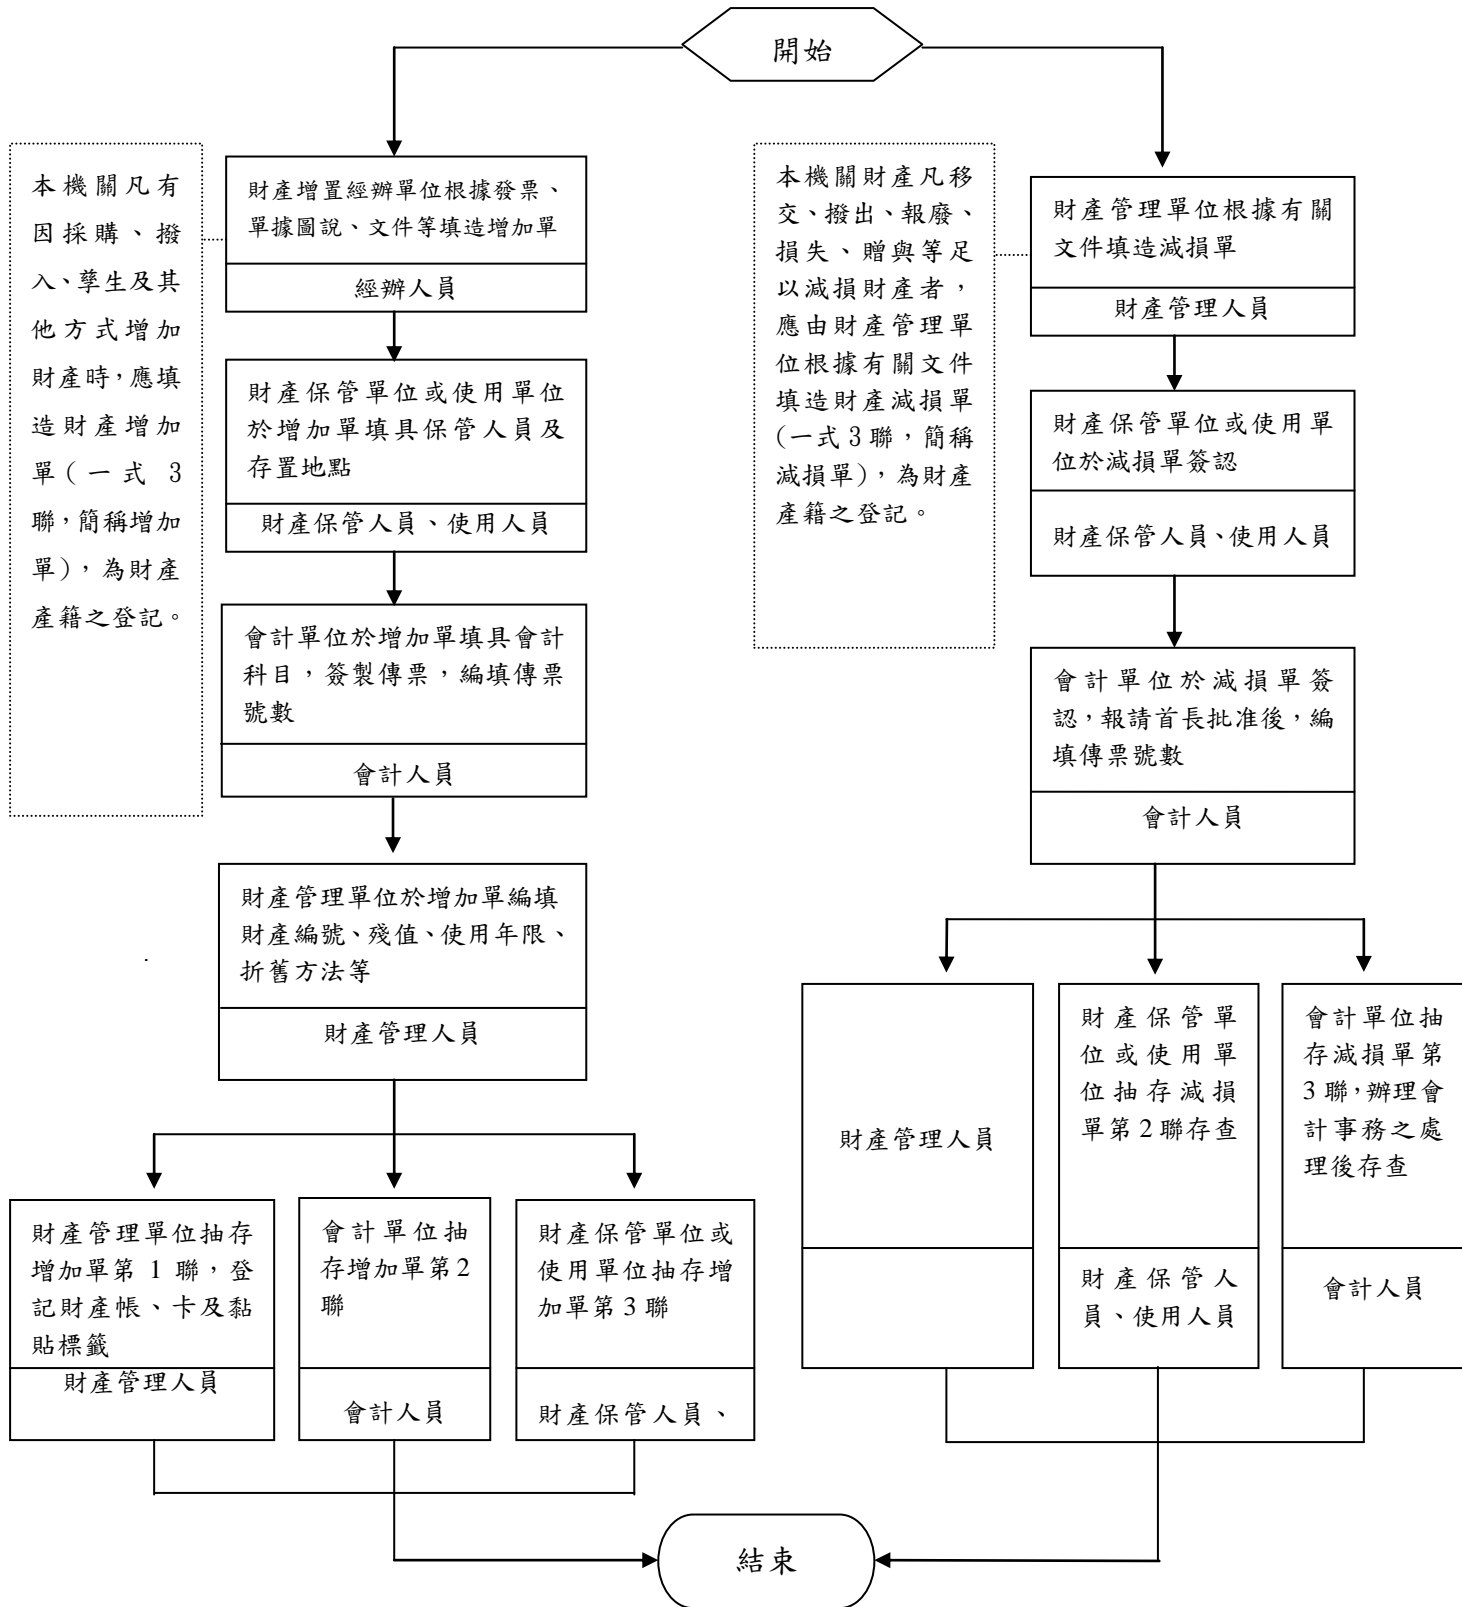 開始
本機關凡有
因採購、撥
入、孳生及其
他方式增加
財產時，應填
造財產增加
單（一式 3
聯，簡稱增加
單），為財產
產籍之登記。
財產增置經辦單位根據發票、
單據圖說、文件等填造增加單
經辦人員
財產保管單位或使用單位
於增加單填具保管人員及
存置地點
財產保管人員、使用人員
會計單位於增加單填具會計
科目，簽製傳票，編填傳票
號數
會計人員
財產管理單位於增加單編填
財產編號、殘值、使用年限、
折舊方法等
財產管理人員
財產管理單位抽存
增加單第 1 聯，登
記財產帳、卡及黏
貼標籤
財產管理人員
會計單位抽
存增加單第2
聯
會計人員
財產保管單位或
使用單位抽存增
加單第3聯
財產保管人員、
本機關財產凡移
交、撥出、報廢、
損失、贈與等足
以減損財產者，
應由財產管理單
位根據有關文件
填造財產減損單
(一式3聯，簡稱
減損單)，為財產
產籍之登記。
財產管理單位根據有關
文件填造減損單
財產管理人員
財產保管單位或使用單
位於減損單簽認
財產保管人員、使用人員
會計單位於減損單簽
認，報請首長批准後，編
填傳票號數
會計人員
財產管理人員
財產保管單
位或使用單
位抽存減損
單第2聯存查
財產保管人
員、使用人員
會計單位抽
存減損單第
3聯，辦理會
計事務之處
理後存查
會計人員
結束